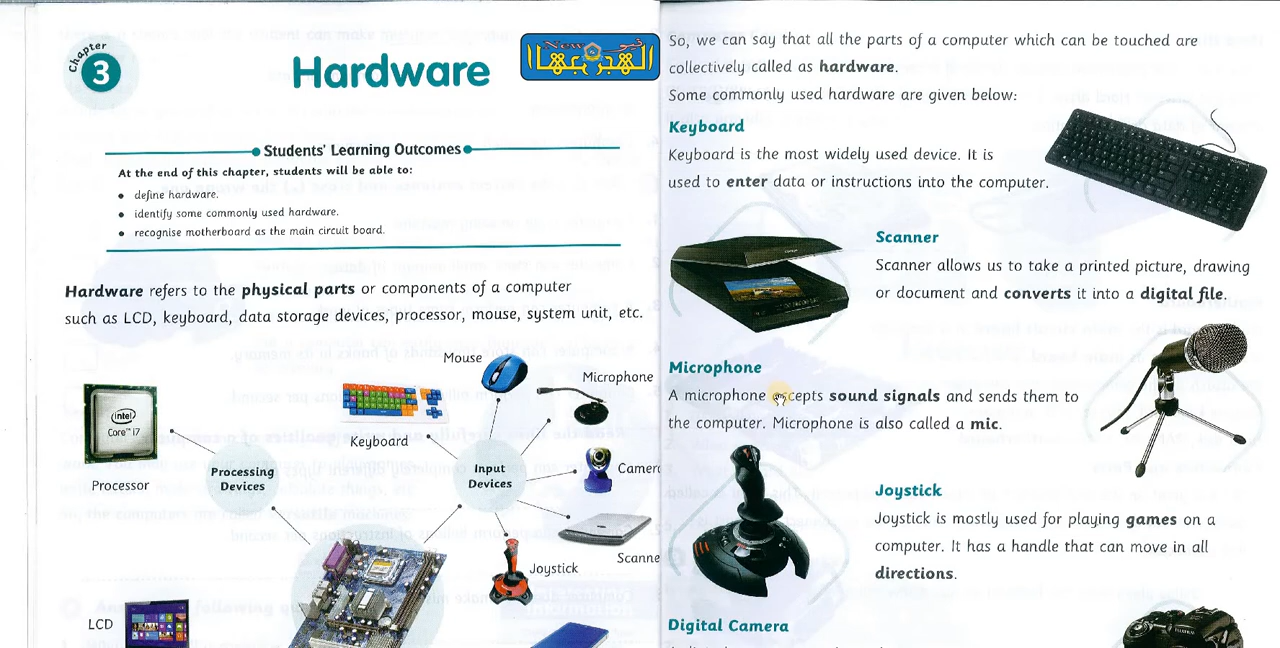 Chapter
3
Hardware
New نيو
الهجر بهما
Students' Learning Outcomes
At the end of this chapter, students will be able to:
• define hardware.
• identify some commonly used hardware.
• recognise motherboard as the main circuit board.
Hardware refers to the physical parts or components of a computer
such as LCD, keyboard, data storage devices, processor, mouse, system unit, etc.
Mouse
Microphone
intel
Core™ i7
Keyboard
Processing
Devices
Input
Devices
Camera
Processor
Scanne
Joystick
LCD
So, we can say that all the parts of a computer which can be touched are
collectively called as hardware.
Some commonly used hardware are given below:
Keyboard
Keyboard is the most widely used device. It is
used to enter data or instructions into the computer.
Scanner
Scanner allows us to take a printed picture, drawing
or document and converts it into a digital file.
Microphone
A microphone accepts sound signals and sends them to
the computer. Microphone is also called a mic.
Joystick
Joystick is mostly used for playing games on a
computer. It has a handle that can move in all
directions.
Digital Camera